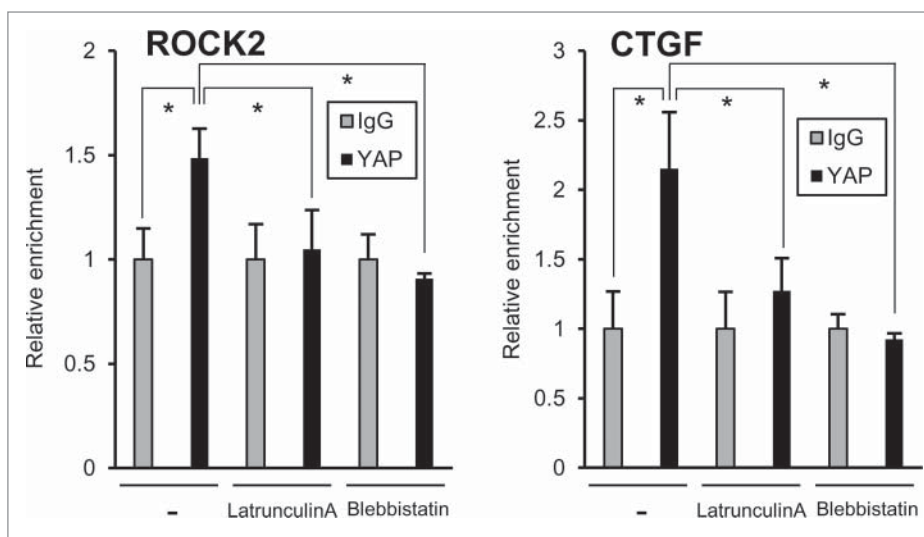 ROCK2
Relative enrichment
2
1.5
1
0.5
0
*
*
*
IgG
YAP
-
LatrunculinA
Blebbistatin
CTGF
Relative enrichment
3
2.5
2
1.5
1
0.5
0
*
*
*
IgG
YAP
-
LatrunculinA
Blebbistatin